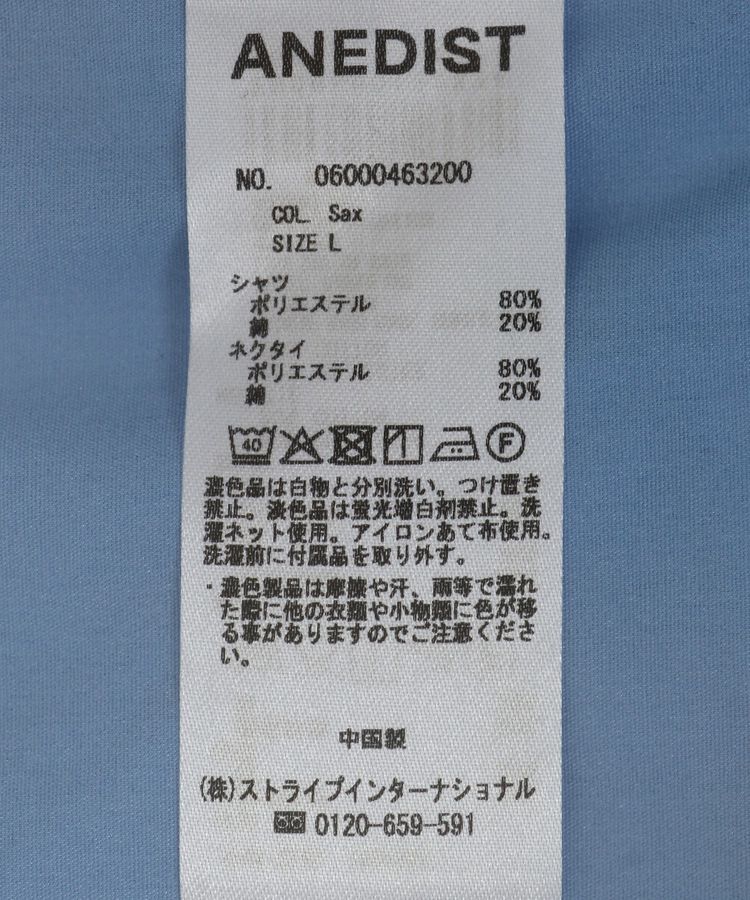 ANEDIST
NO. 06000463200
COL. Sax
SIZE L
シャツ
ポリエステル 80%
綿 20%
ネクタイ
ポリエステル 80%
綿 20%
40 F
濃色品は白物と分別洗い。つけ置き
禁止。淡色品は蛍光増白剤禁止。洗
濯ネット使用。アイロンあて布使用。
洗濯前に付属品を取り外す。
・濃色製品は摩擦や汗、雨等で濡れ
た際に他の衣類や小物類に色が移
る事がありますのでご注意くださ
い。
中国製
(株)ストライプインターナショナル
0120-659-591